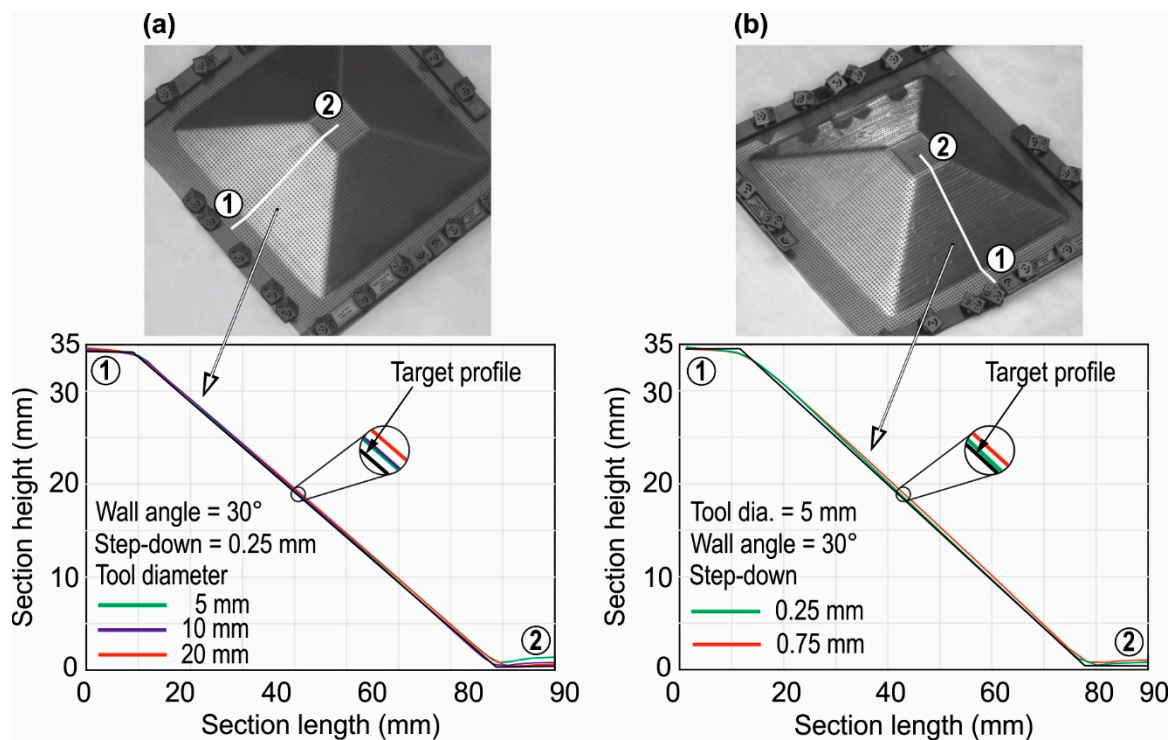 (a)
(b)
2
1
2
1
35
30
20
10
0
Section height (mm)
1
Target profile
Wall angle = 30°
Step-down = 0.25 mm
Tool diameter
5 mm
10 mm
20 mm
2
0
20
40
60
80
90
Section length (mm)
35
30
20
10
0
Section height (mm)
1
Target profile
Tool dia. = 5 mm
Wall angle = 30°
Step-down
0.25 mm
0.75 mm
2
0
20
40
60
80
90
Section length (mm)